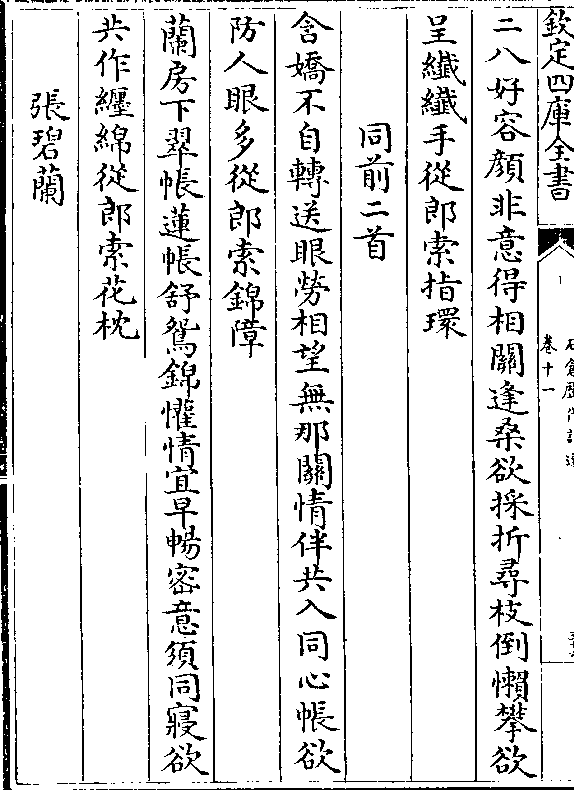 欽定四庫全書
卷十一
二八好容顔非意得相關逢桑欲採折尋枝倒懶攀欲
呈纖纖手從郎索指環
同前二首
含嬌不自轉送眼勞相望無那關情伴共入同心帳欲
防人眼多從郎索錦障
蘭房下翠帳蓮帳舒鴛錦懽情宜早暢密意須同寢欲
共作纒綿從郎索花枕
張碧蘭